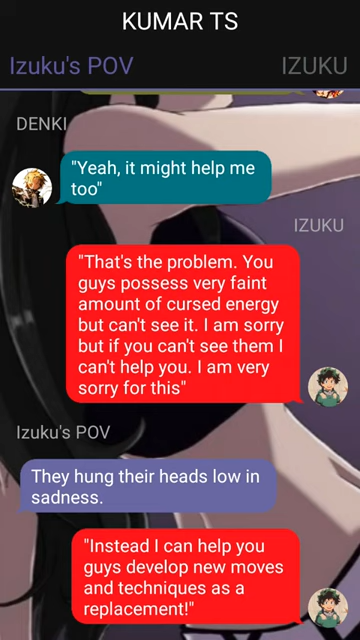 KUMAR TS
Izuku's POV
IZUKU
DENKI
"Yeah, it might help me
too"
IZUKU
"That's the problem. You
guys possess very faint
amount of cursed energy
but can't see it. I am sorry
but if you can't see them I
can't help you. I am very
sorry for this"
Izuku's POV
They hung their heads low in
sadness.
"Instead I can help you
guys develop new moves
and techniques as a
replacement!"